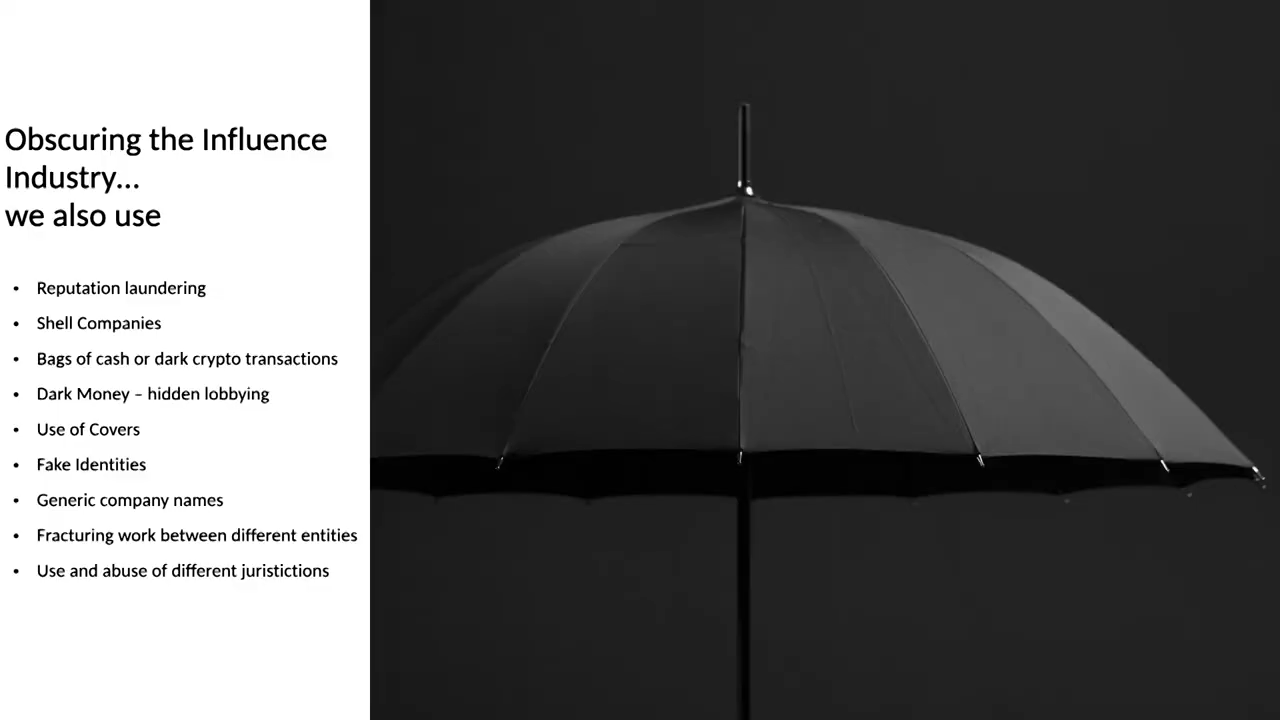 Obscuring the Influence
Industry...
we also use
• Reputation laundering
• Shell Companies
• Bags of cash or dark crypto transactions
• Dark Money – hidden lobbying
• Use of Covers
• Fake Identities
• Generic company names
• Fracturing work between different entities
• Use and abuse of different juristictions